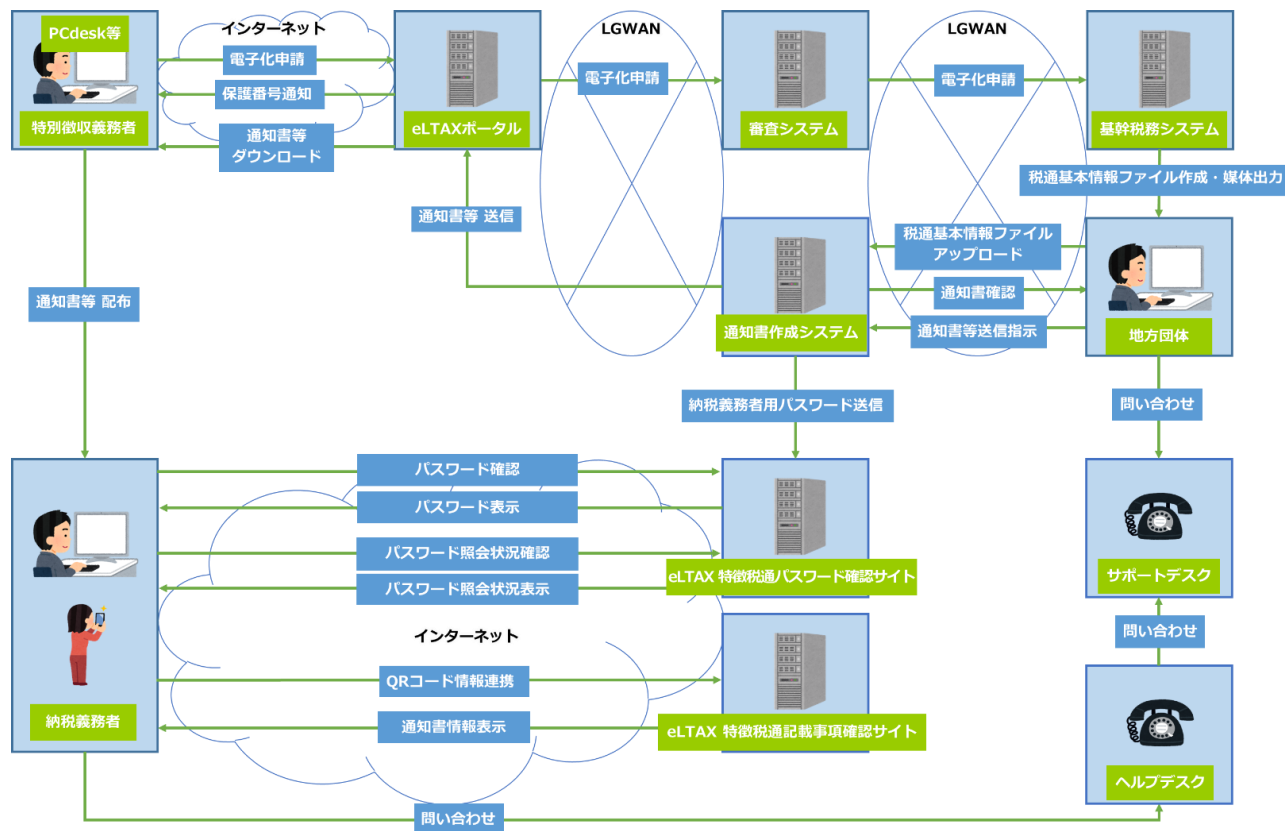 PCdesk等
インターネット
LGWAN
LGWAN
電子化申請
電子化申請
電子化申請
保護番号通知
特別徴収義務者
eLTAXポータル
審査システム
基幹税務システム
通知書等
ダウンロード
税通基本情報ファイル作成・媒体出力
通知書等 送信
税通基本情報ファイル
アップロード
通知書等 配布
通知書確認
通知書作成システム
通知書等送信指示
地方団体
納税義務者用パスワード送信
問い合わせ
パスワード確認
パスワード表示
パスワード照会状況確認
パスワード照会状況表示
eLTAX 特徴税通パスワード確認サイト
サポートデスク
インターネット
問い合わせ
QRコード情報連携
納税義務者
通知書情報表示
eLTAX 特徴税通記載事項確認サイト
ヘルプデスク
問い合わせ